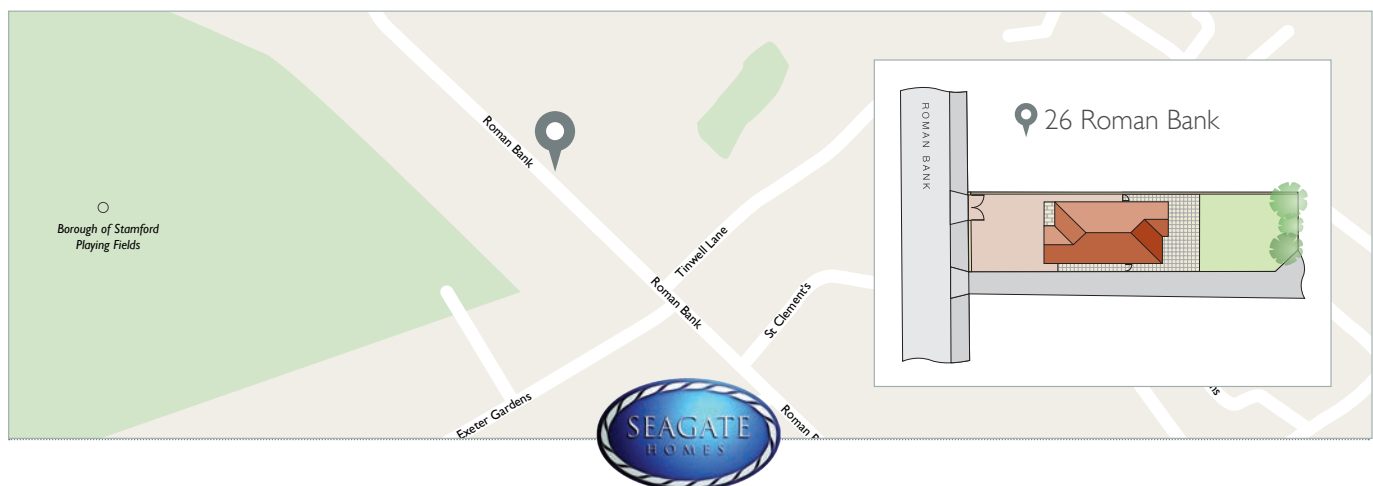 Roman Bank
Borough of Stamford
Playing Fields
Tinwell Lane
Roman Bank
St Clement's
Exeter Gardens
Roman
ROMAN BANK
26 Roman Bank
SEAGATE
HOMES